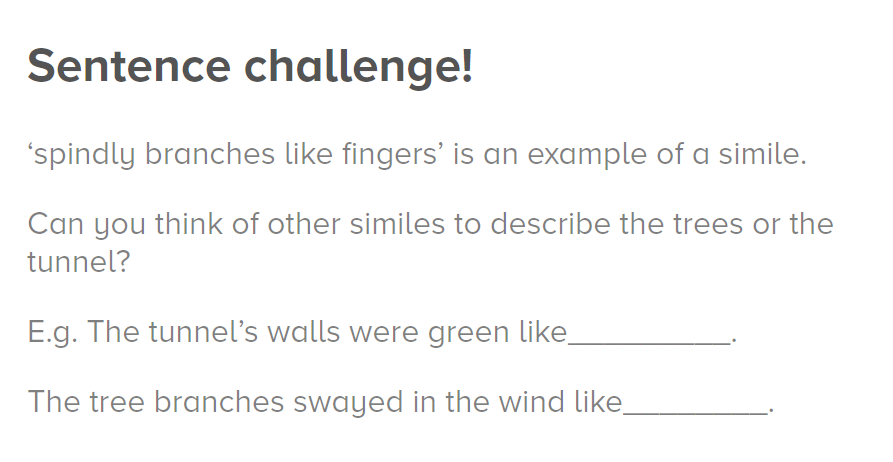 Sentence challenge!
‘spindly branches like fingers’ is an example of a simile.
Can you think of other similes to describe the trees or the
tunnel?
E.g. The tunnel’s walls were green like__________.
The tree branches swayed in the wind like_________.